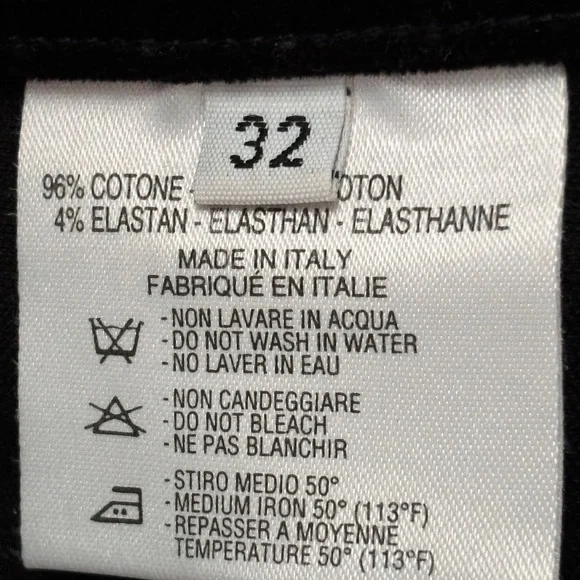 32
96% COTONE -
4% ELASTAN - ELASTHAN - ELASTHANNE
MADE IN ITALY
FABRIQUÉ EN ITALIE
- NON LAVARE IN ACQUA
- DO NOT WASH IN WATER
- NO LAVER IN EAU
- NON CANDEGGIARE
- DO NOT BLEACH
- NE PAS BLANCHIR
- STIRO MEDIO 50°
- MEDIUM IRON 50° (113°F)
- REPASSER A MOYENNE
TEMPERATURE 50° (113°F)